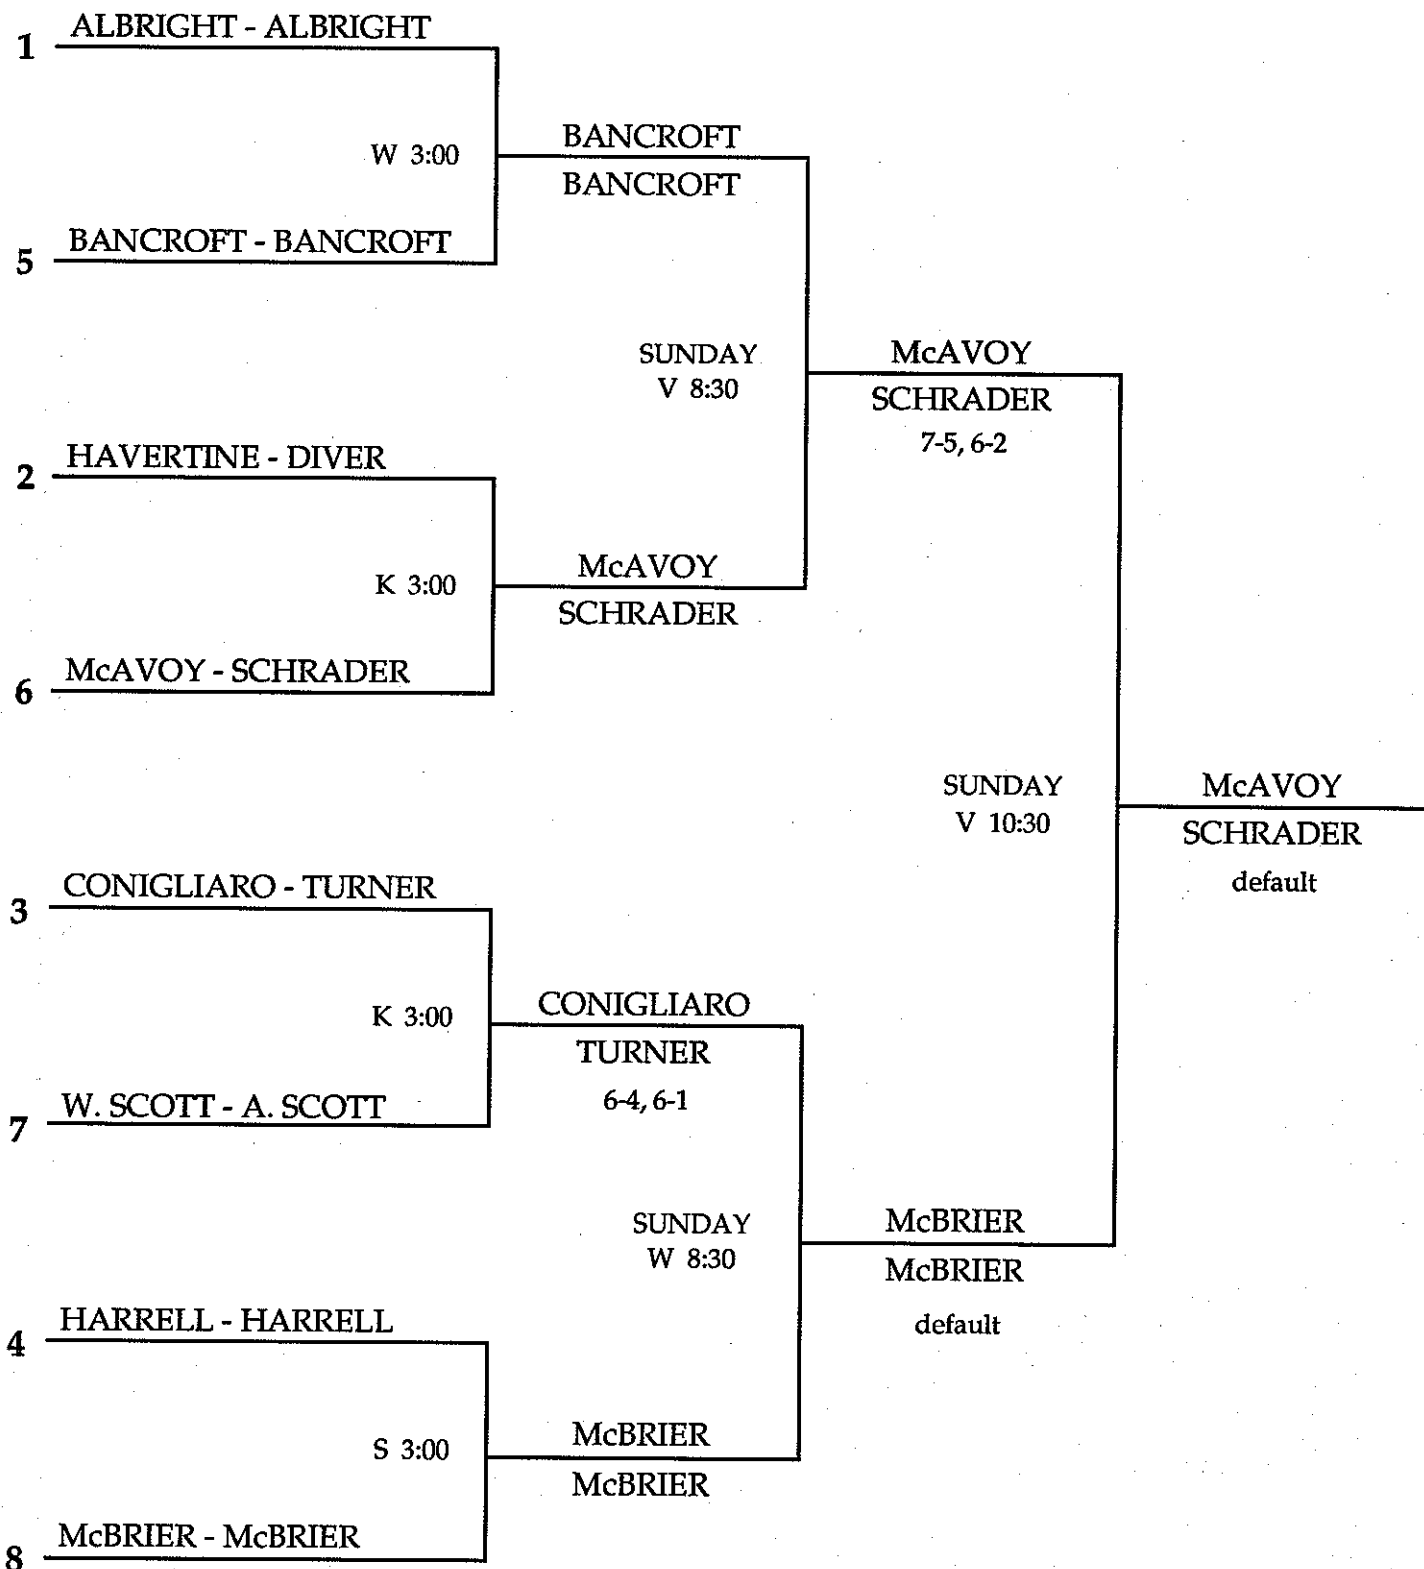 ALBRIGHT - ALBRIGHT
1
W 3:00
BANCROFT
BANCROFT
BANCROFT - BANCROFT
5
SUNDAY
V 8:30
McAVOY
SCHRADER
7-5, 6-2
HAVERTINE - DIVER
2
K 3:00
McAVOY
SCHRADER
McAVOY - SCHRADER
6
SUNDAY
V 10:30
McAVOY
SCHRADER
default
CONIGLIARO - TURNER
3
K 3:00
CONIGLIARO
TURNER
6-4, 6-1
W. SCOTT - A. SCOTT
7
SUNDAY
W 8:30
McBRIER
McBRIER
default
HARRELL - HARRELL
4
S 3:00
McBRIER
McBRIER
McBRIER - McBRIER
8